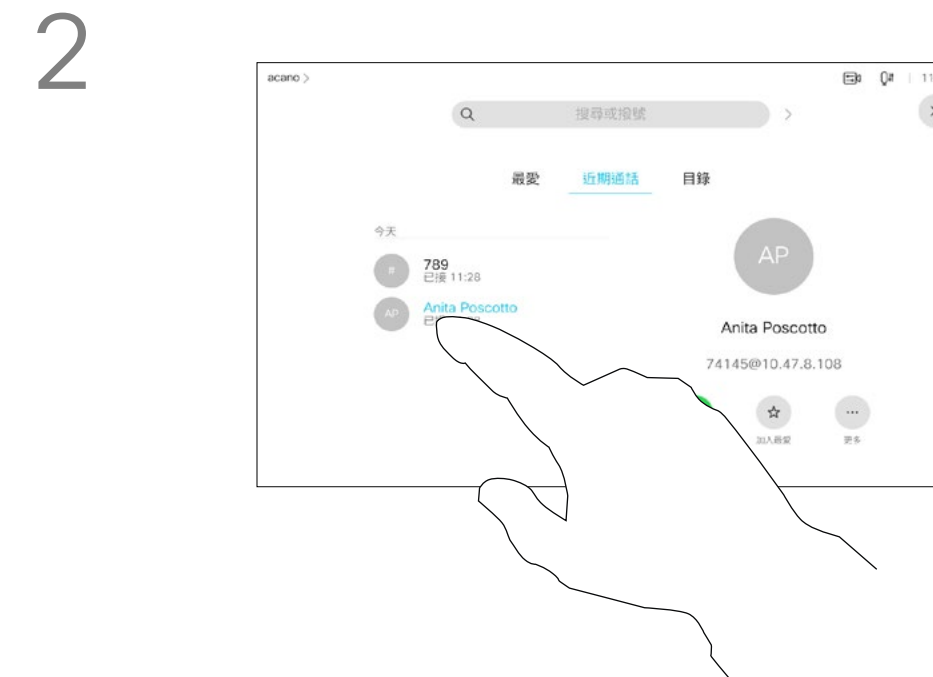 2
acano >
11
搜尋或撥號 >
最愛 近期通話 目錄
今天
# 789
已接 11:28
AP Anita Poscotto
AP
Anita Poscotto
74145@10.47.8.108
加入最愛 更多